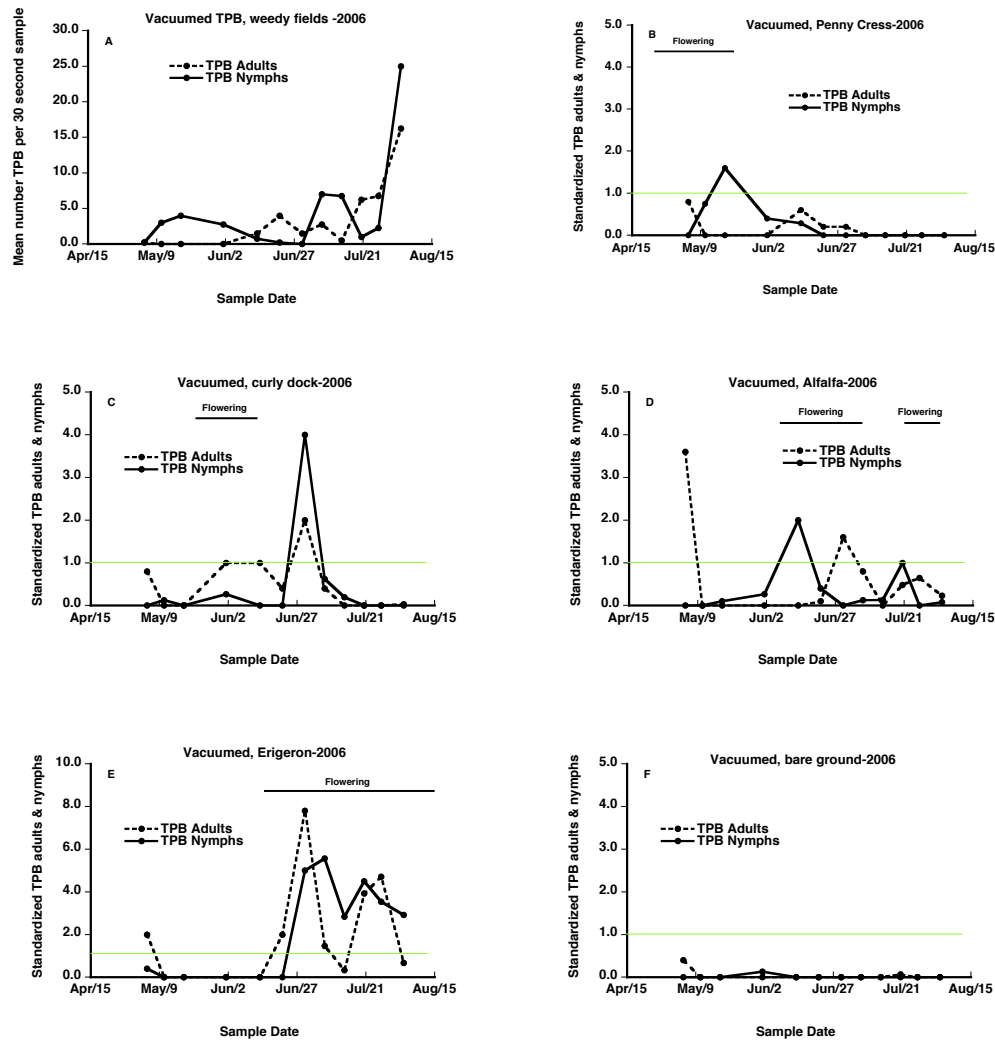 Vacuumed TPB, weedy fields -2006
Mean number TPB per 30 second sample
A
30.0
25.0
20.0
15.0
10.0
5.0
0.0
TPB Adults
TPB Nymphs
Apr/15 May/9 Jun/2 Jun/27 Jul/21 Aug/15
Sample Date
Vacuumed, Penny Cress-2006
Standardized TPB adults & nymphs
B
Flowering
5.0
4.0
3.0
2.0
1.0
0.0
TPB Adults
TPB Nymphs
Apr/15 May/9 Jun/2 Jun/27 Jul/21 Aug/15
Sample Date
Vacuumed, curly dock-2006
Standardized TPB adults & nymphs
C
Flowering
5.0
4.0
3.0
2.0
1.0
0.0
TPB Adults
TPB Nymphs
Apr/15 May/9 Jun/2 Jun/27 Jul/21 Aug/15
Sample Date
Vacuumed, Alfalfa-2006
Standardized TPB adults & nymphs
D
Flowering Flowering
5.0
4.0
3.0
2.0
1.0
0.0
TPB Adults
TPB Nymphs
Apr/15 May/9 Jun/2 Jun/27 Jul/21 Aug/15
Sample Date
Vacuumed, Erigeron-2006
Standardized TPB adults & nymphs
E
Flowering
10.0
8.0
6.0
4.0
2.0
0.0
TPB Adults
TPB Nymphs
Apr/15 May/9 Jun/2 Jun/27 Jul/21 Aug/15
Sample Date
Vacuumed, bare ground-2006
Standardized TPB adults & nymphs
F
5.0
4.0
3.0
2.0
1.0
0.0
TPB Adults
TPB Nymphs
Apr/15 May/9 Jun/2 Jun/27 Jul/21 Aug/15
Sample Date